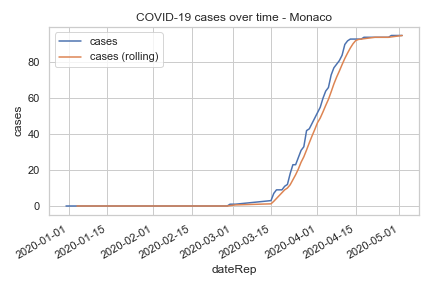 COVID-19 cases over time - Monaco
cases
cases (rolling)
cases
80
60
40
20
0
2020-01-01
2020-01-15
2020-02-01
2020-02-15
2020-03-01
2020-03-15
2020-04-01
2020-04-15
2020-05-01
dateRep